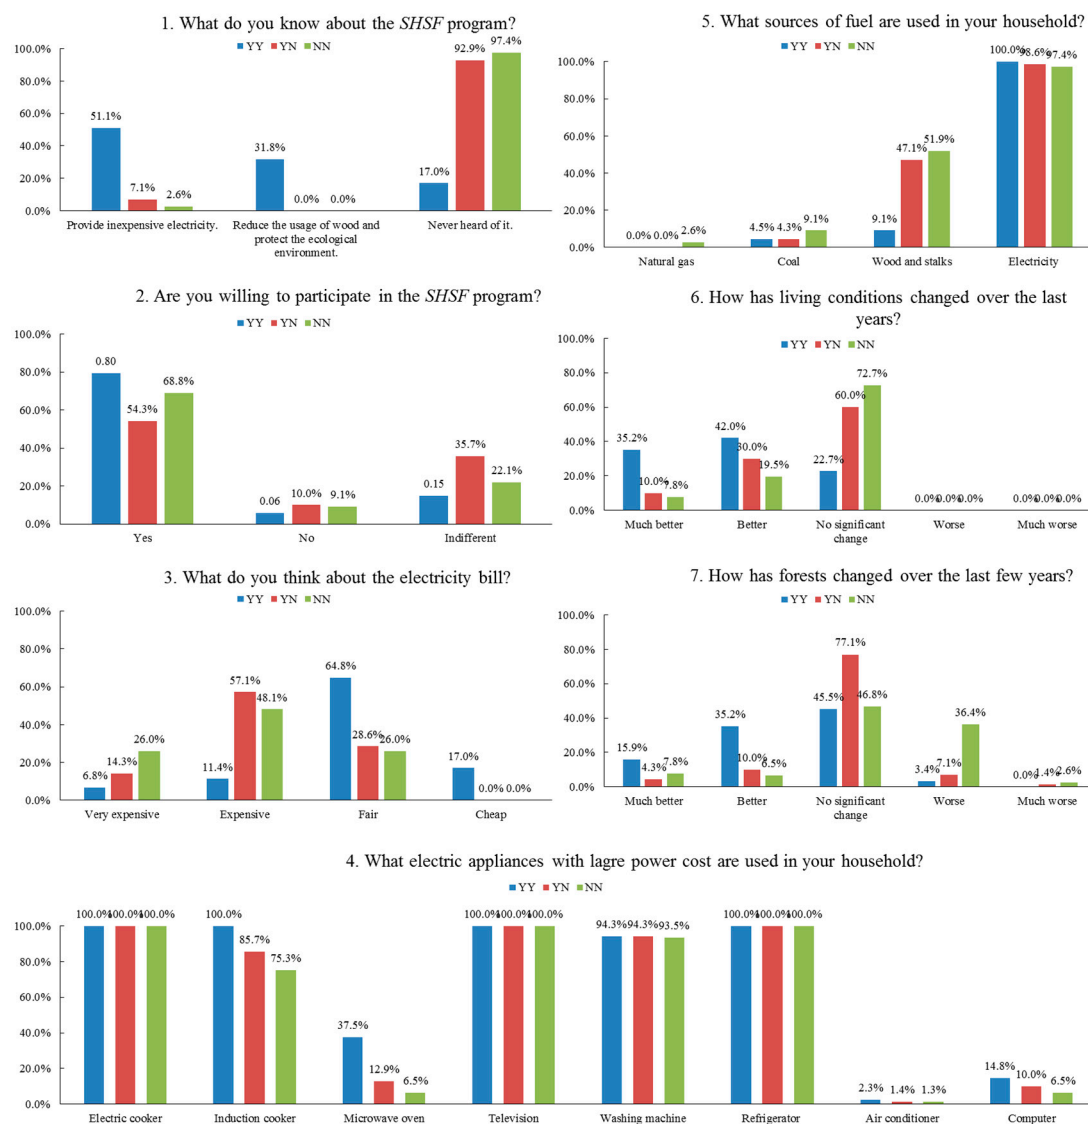 1. What do you know about the SHSF program?
YY YN NN
100.0%
80.0%
60.0%
40.0%
20.0%
0.0%
51.1% 7.1% 2.6%
31.8% 0.0% 0.0%
17.0% 92.9% 97.4%
Provide inexpensive electricity.
Reduce the usage of wood and
protect the ecological
environment.
Never heard of it.
2. Are you willing to participate in the SHSF program?
YY YN NN
100.0%
80.0%
60.0%
40.0%
20.0%
0.0%
0.80 54.3% 68.8%
0.06 10.0% 9.1%
0.15 35.7% 22.1%
Yes No Indifferent
3. What do you think about the electricity bill?
YY YN NN
100.0%
80.0%
60.0%
40.0%
20.0%
0.0%
6.8% 14.3% 26.0%
11.4% 57.1% 48.1%
64.8% 28.6% 26.0%
17.0% 0.0% 0.0%
Very expensive Expensive Fair Cheap
5. What sources of fuel are used in your household?
YY YN NN
100.0%
80.0%
60.0%
40.0%
20.0%
0.0%
0.0% 0.0% 2.6%
4.5% 4.3% 9.1%
9.1% 47.1% 51.9%
100.0% 98.6% 97.4%
Natural gas Coal Wood and stalks Electricity
6. How has living conditions changed over the last
years?
YY YN NN
100.0%
80.0%
60.0%
40.0%
20.0%
0.0%
35.2% 10.0% 7.8%
42.0% 30.0% 19.5%
22.7% 60.0% 72.7%
0.0% 0.0% 0.0%
0.0% 0.0% 0.0%
Much better Better No significant
change
Worse Much worse
7. How has forests changed over the last few years?
YY YN NN
100.0%
80.0%
60.0%
40.0%
20.0%
0.0%
15.9% 4.3% 7.8%
35.2% 10.0% 6.5%
45.5% 77.1% 46.8%
3.4% 7.1% 36.4%
0.0% 1.4% 2.6%
Much better Better No significant
change
Worse Much worse
4. What electric appliances with lagre power cost are used in your household?
YY YN NN
100.0%
80.0%
60.0%
40.0%
20.0%
0.0%
100.0% 100.0% 100.0%
100.0% 85.7% 75.3%
37.5% 12.9% 6.5%
100.0% 100.0% 100.0%
94.3% 94.3% 93.5%
100.0% 100.0% 100.0%
2.3% 1.4% 1.3%
14.8% 10.0% 6.5%
Electric cooker Induction cooker Microwave oven Television Washing machine Refrigerator Air conditioner Computer